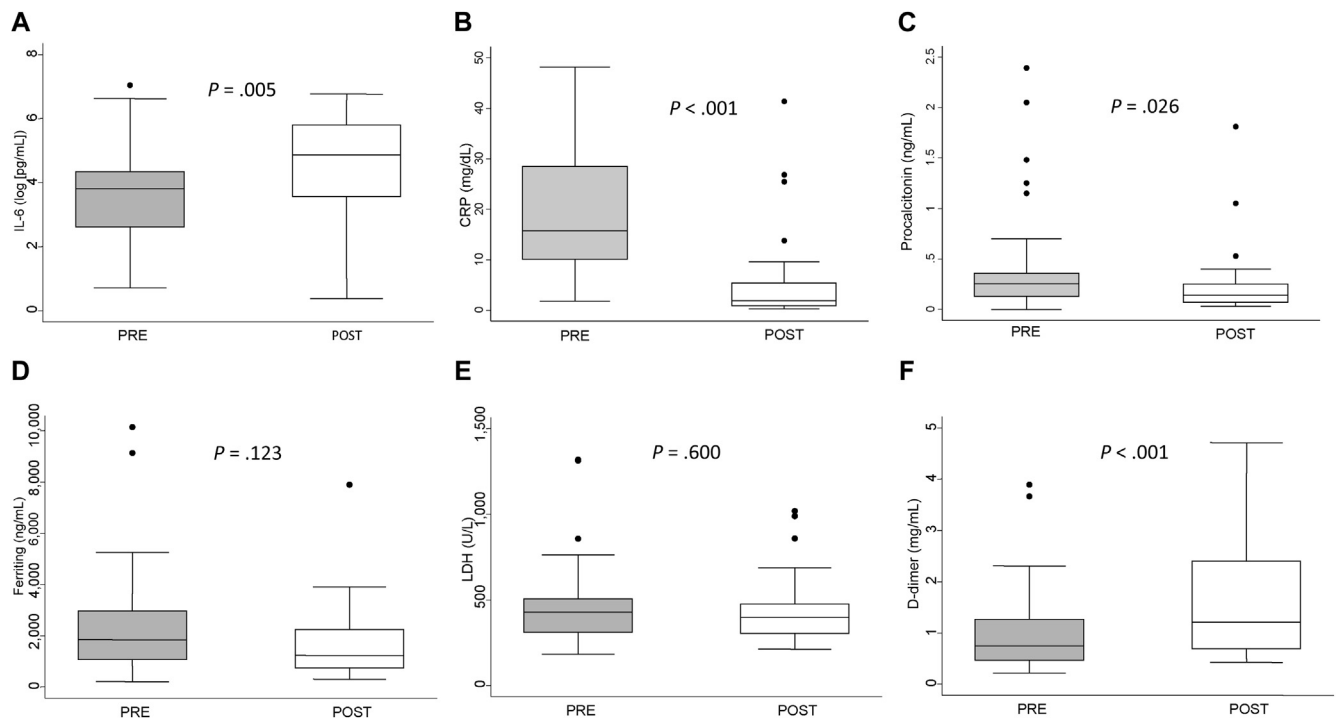 A
8
6
4
2
0
IL-6 (log [pg/mL])
P = .005
PRE
POST
B
50
40
30
20
10
0
CRP (mg/dL)
P < .001
PRE
POST
C
2.5
2
1.5
1
.5
0
Procalcitonin (ng/mL)
P = .026
PRE
POST
D
10,000
8,000
6,000
4,000
2,000
0
Ferriting (ng/mL)
P = .123
PRE
POST
E
1,500
1,000
500
0
LDH (U/L)
P = .600
PRE
POST
F
5
4
3
2
1
0
D-dimer (mg/mL)
P < .001
PRE
POST